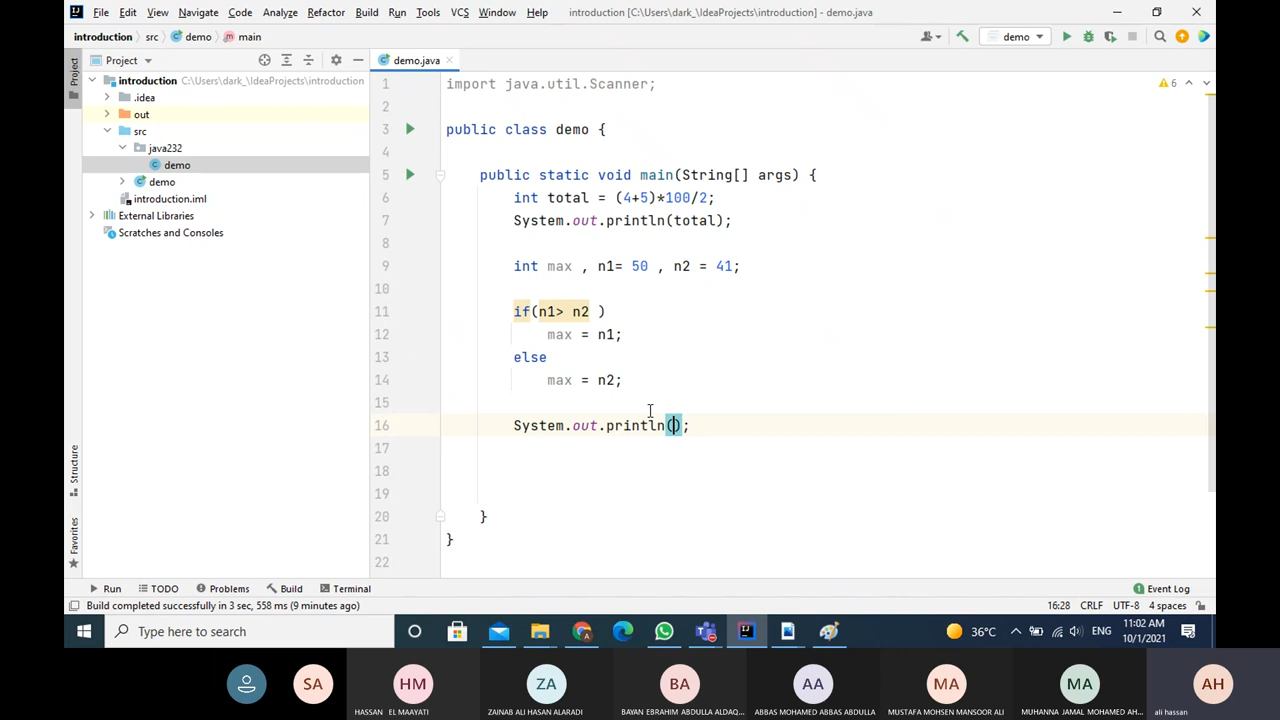 File Edit View Navigate Code Analyze Refactor Build Run Tools VCS Window Help introduction [C:\Users\dark_\IdeaProjects\introduction] - demo.java
introduction src demo main demo
Project demo.java
Project
introduction C:\Users\dark_\IdeaProjects\introduction
.idea
out
src
java232
demo
demo
introduction.iml
External Libraries
Scratches and Consoles
Structure
Favorites
1 import java.util.Scanner; 6
2
3 public class demo {
4
5 public static void main(String[] args) {
6 int total = (4+5)*100/2;
7 System.out.println(total);
8
9 int max , n1= 50 , n2 = 41;
10
11 if(n1> n2 )
12 max = n1;
13 else
14 max = n2;
15
16 System.out.println();
17
18
19
20 }
21 }
22
Run TODO Problems Build Terminal 1 Event Log
Build completed successfully in 3 sec, 558 ms (9 minutes ago) 16:28 CRLF UTF-8 4 spaces
Type here to search 36°C ENG 11:02 AM
10/1/2021
SA HM ZA BA AA MA MA AH
HASSAN EL MAAYATI ZAINAB ALI HASAN ALARADI BAYAN EBRAHIM ABDULLA ALDAQ... ABBAS MOHAMED ABBAS ABDULLA MUSTAFA MOHSEN MANSOOR ALI MUHANNA JAMAL MOHAMED AH... ali hassan